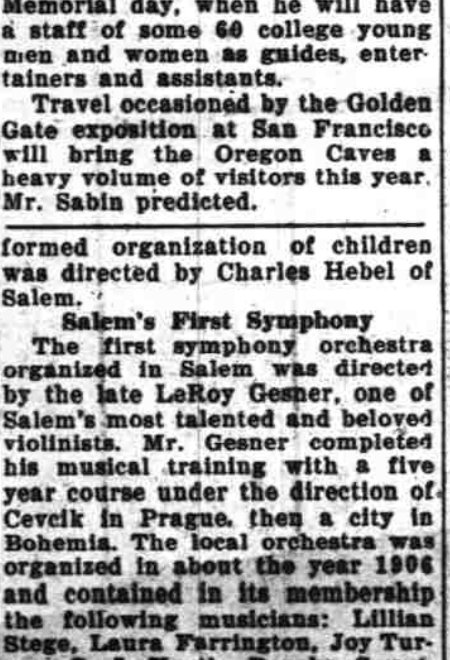 Memorial day, when he will have
a staff of some 60 college young
men and women as guides, enter-
tainers and assistants.
Travel occasioned by the Golden
Gate exposition at San Francisco
will bring the Oregon Caves a
heavy volume of visitors this year.
Mr. Sabin predicted.
formed organization of children
was directed by Charles Hebel of
Salem.
Salem's First Symphony
The first symphony orchestra
organized in Salem was directed
by the late LeRoy Gesner, one of
Salem's most talented and beloved
violinists. Mr. Gesner completed
his musical training with a five
year course under the direction of
Cevcik in Prague, then a city in
Bohemia. The local orchestra was
organized in about the year 1906
and contained in its membership
the following musicians: Lillian
Stege, Laura Farrington, Joy Tur-